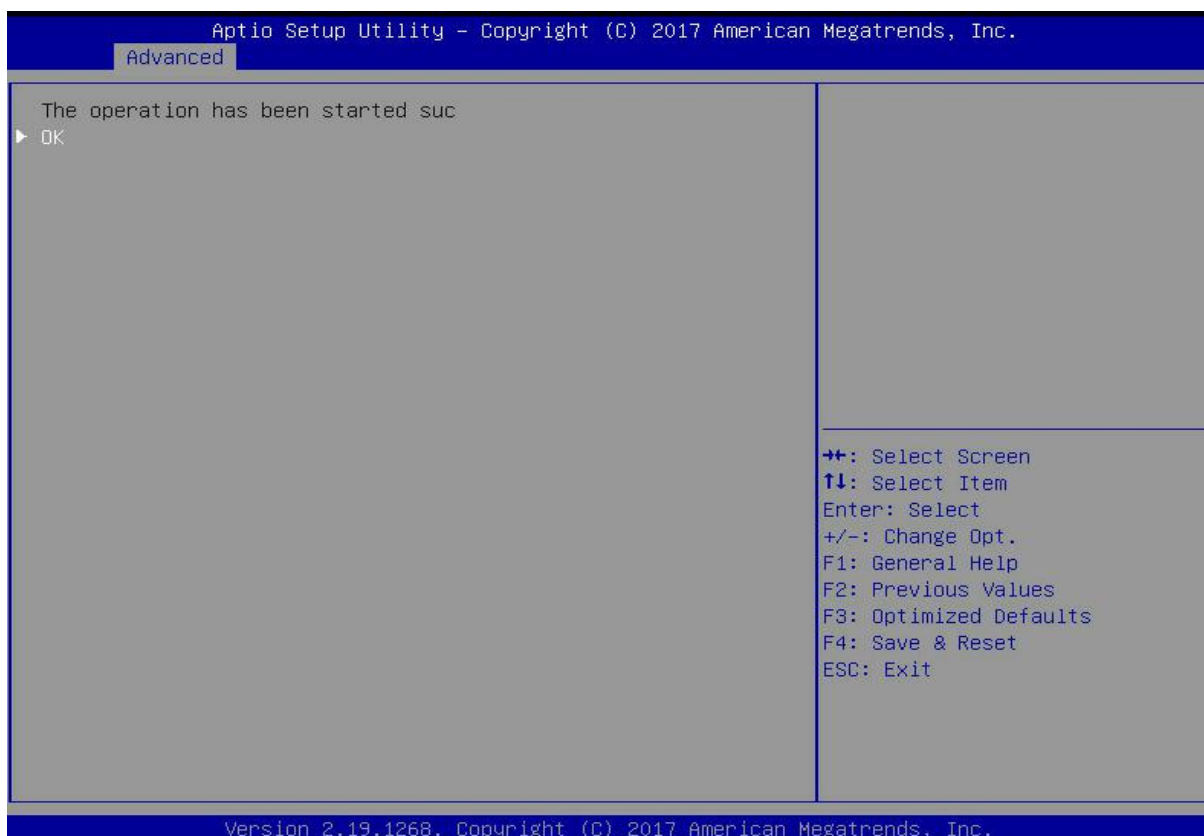 Aptio Setup Utility – Copyright (C) 2017 American Megatrends, Inc.
Advanced
The operation has been started suc
► OK
→←: Select Screen
↑↓: Select Item
Enter: Select
+/-: Change Opt.
F1: General Help
F2: Previous Values
F3: Optimized Defaults
F4: Save & Reset
ESC: Exit
Version 2.19.1268. Copyright (C) 2017 American Megatrends, Inc.